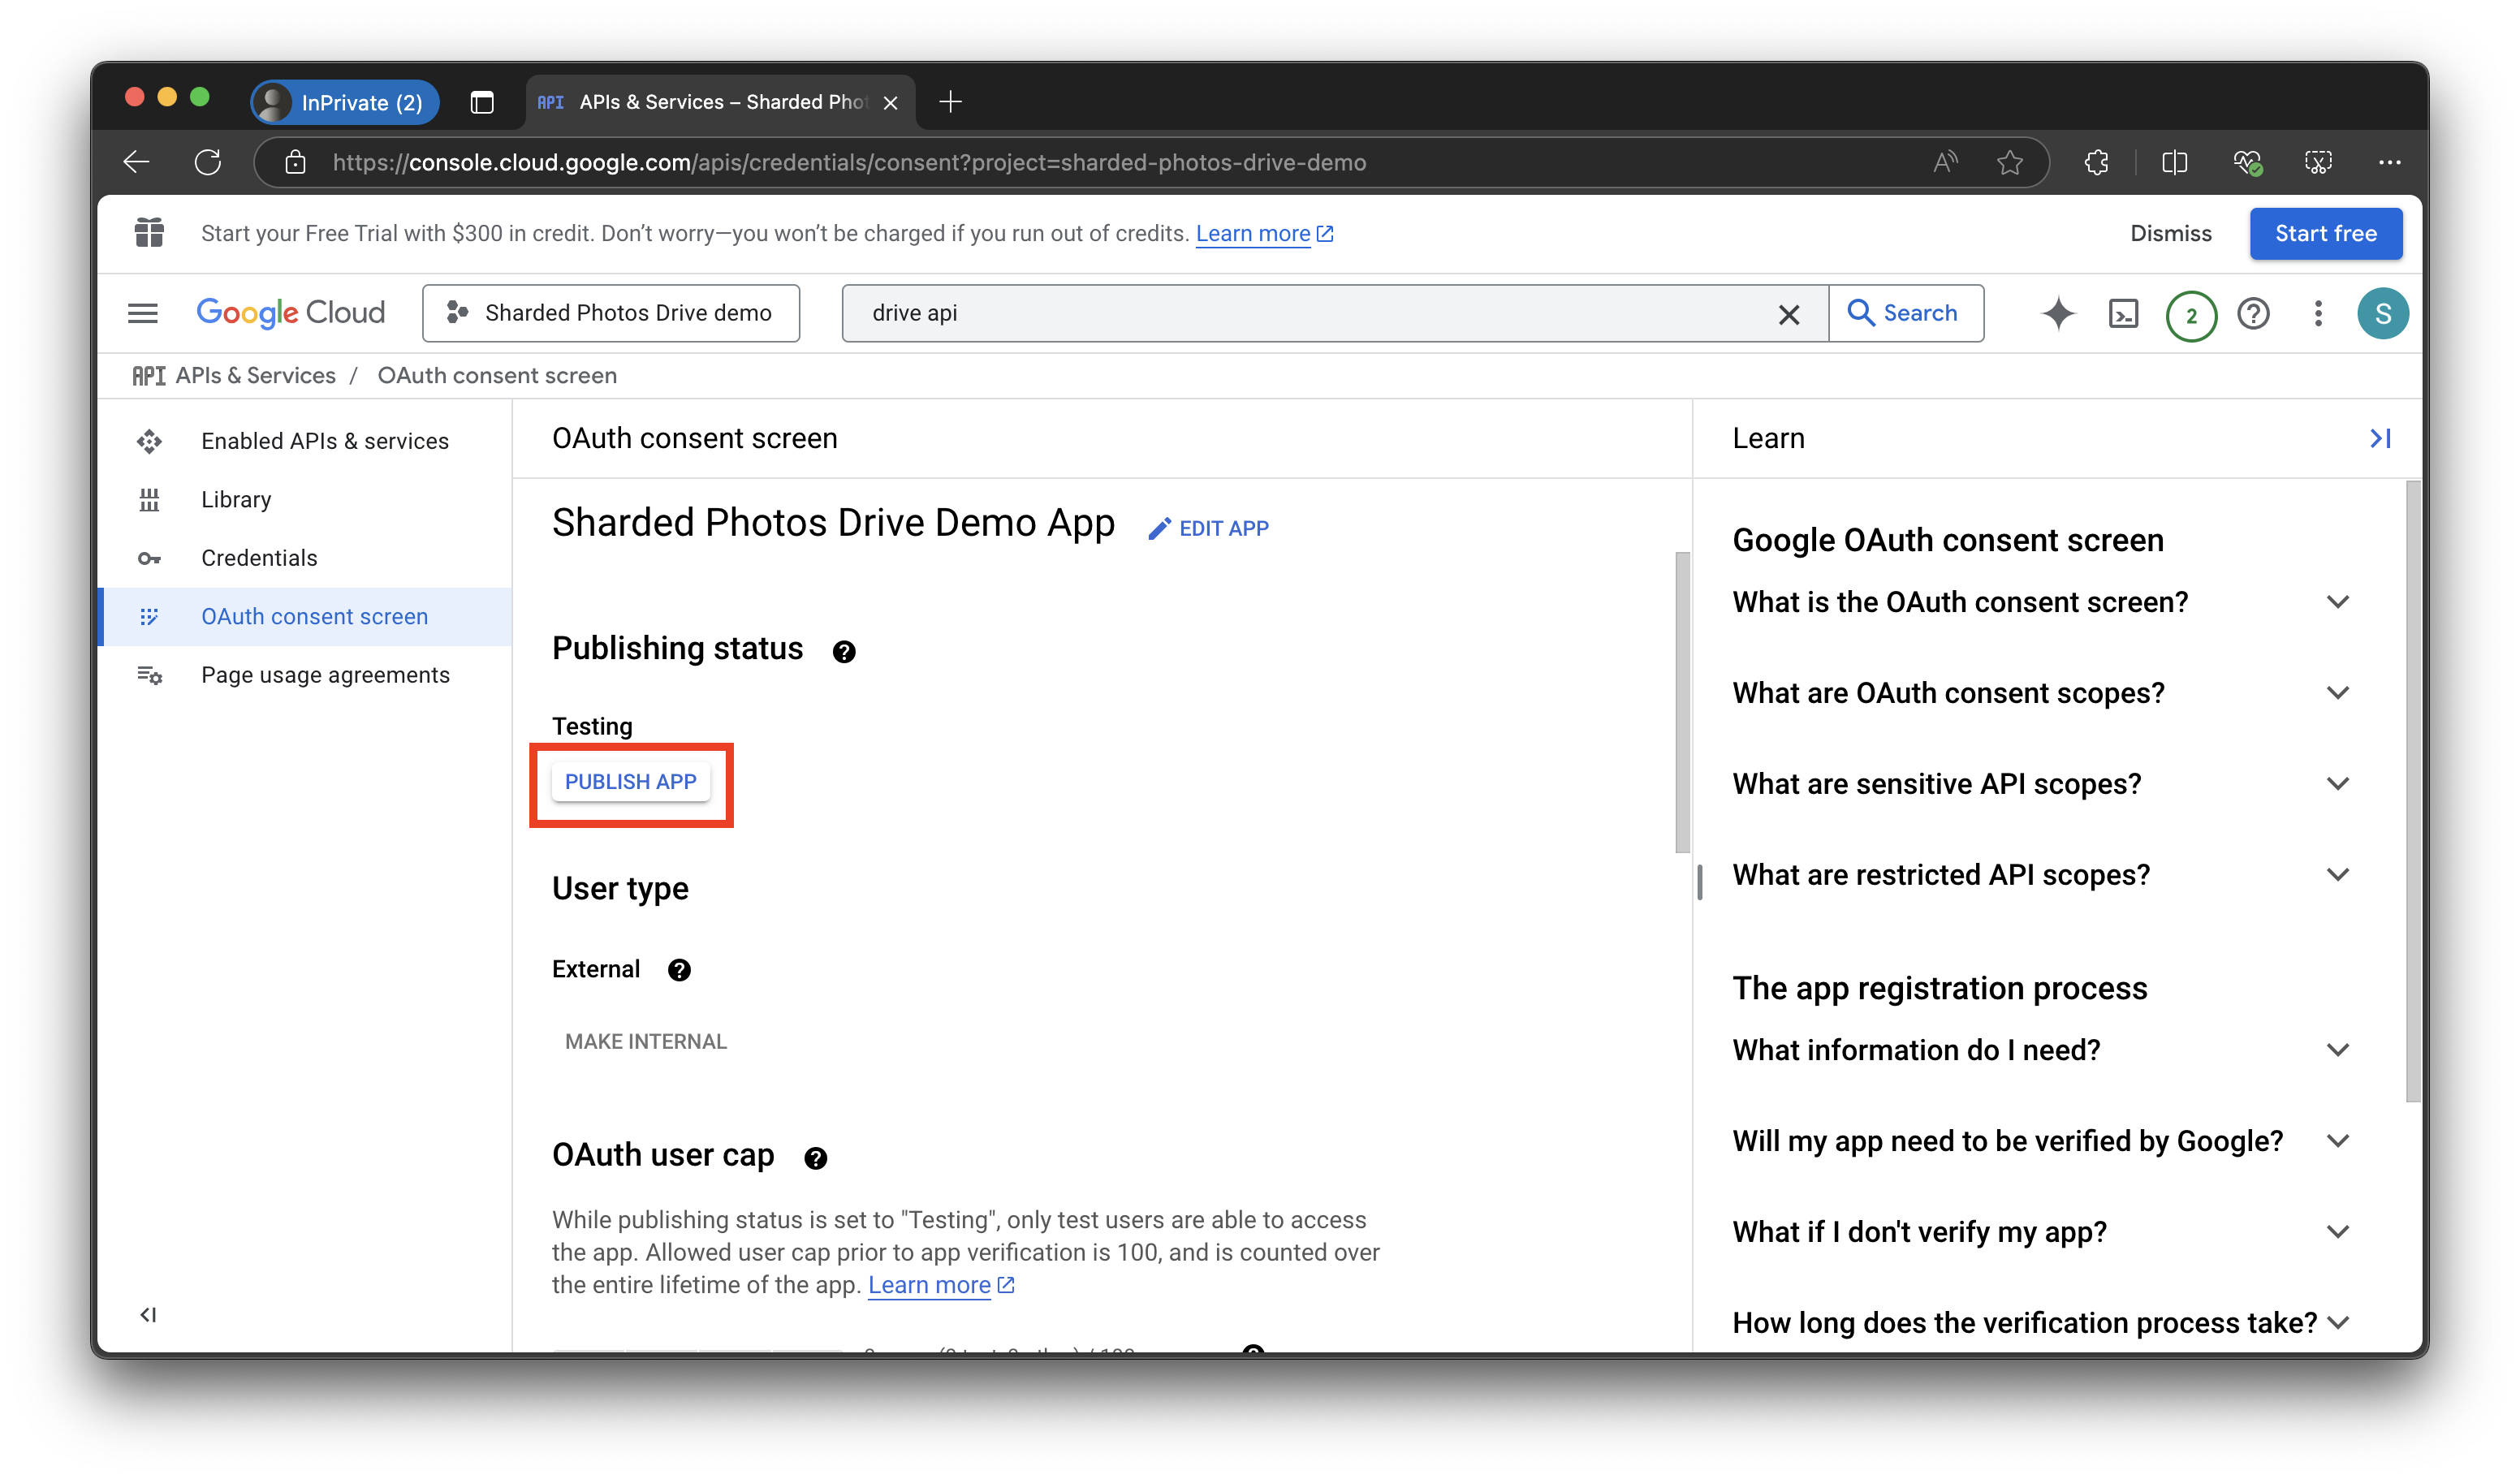 InPrivate (2)
API APIs & Services – Sharded Phot
https://console.cloud.google.com/apis/credentials/consent?project=sharded-photos-drive-demo
Start your Free Trial with $300 in credit. Don’t worry—you won’t be charged if you run out of credits. Learn more
Dismiss
Start free
Google Cloud
Sharded Photos Drive demo
drive api
Search
2
S
API APIs & Services / OAuth consent screen
Enabled APIs & services
Library
Credentials
OAuth consent screen
Page usage agreements
OAuth consent screen
Sharded Photos Drive Demo App
EDIT APP
Publishing status
Testing
PUBLISH APP
User type
External
MAKE INTERNAL
OAuth user cap
While publishing status is set to "Testing", only test users are able to access
the app. Allowed user cap prior to app verification is 100, and is counted over
the entire lifetime of the app. Learn more
Learn
Google OAuth consent screen
What is the OAuth consent screen?
What are OAuth consent scopes?
What are sensitive API scopes?
What are restricted API scopes?
The app registration process
What information do I need?
Will my app need to be verified by Google?
What if I don't verify my app?
How long does the verification process take?